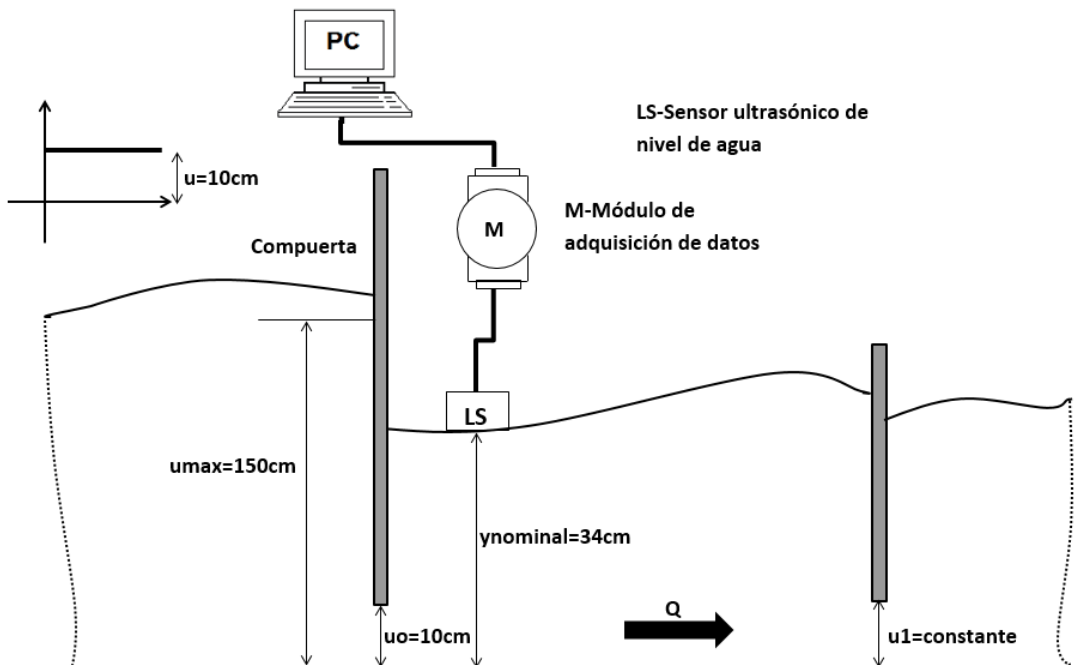 PC
LS-Sensor ultrasónico de
nivel de agua
u=10cm
M-Módulo de
adquisición de datos
M
Compuerta
LS
umax=150cm
ynominal=34cm
Q
uo=10cm
u1=constante